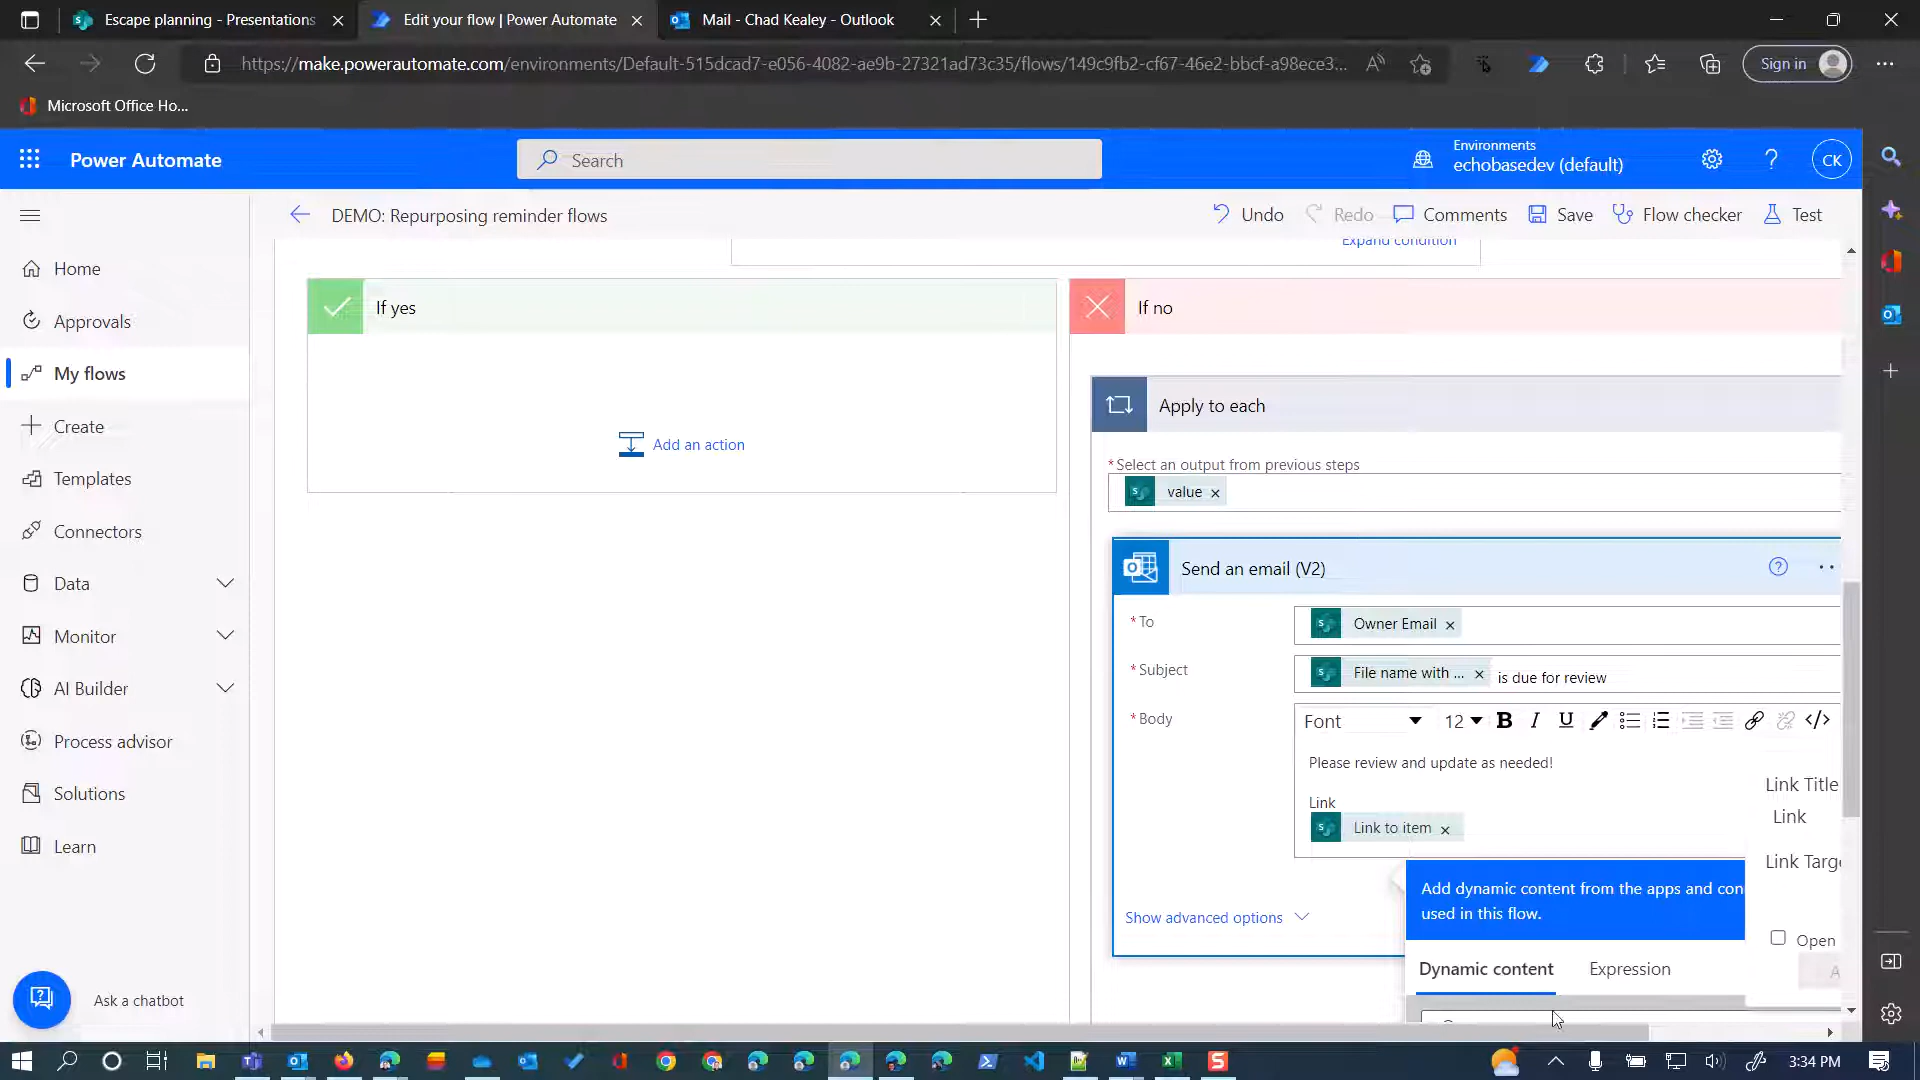 Escape planning - Presentations
Edit your flow | Power Automate
Mail - Chad Kealey - Outlook
https://make.powerautomate.com/environments/Default-515dcad7-e056-4082-ae9b-27321ad73c35/flows/149c9fb2-cf67-46e2-bbcf-a98ece3...
Sign in
Microsoft Office Ho...
Power Automate
Search
Environments
echobasedev (default)
CK
DEMO: Repurposing reminder flows
Undo
Redo
Comments
Save
Flow checker
Test
Home
Approvals
My flows
Create
Templates
Connectors
Data
Monitor
AI Builder
Process advisor
Solutions
Learn
Ask a chatbot
Expand condition
If yes
Add an action
If no
Apply to each
* Select an output from previous steps
value
Send an email (V2)
* To
Owner Email
* Subject
File name with ... is due for review
* Body
Font
12
Please review and update as needed!
Link
Link to item
Link Title
Link
Show advanced options
Add dynamic content from the apps and con
used in this flow.
Open
Dynamic content
Expression
3:34 PM